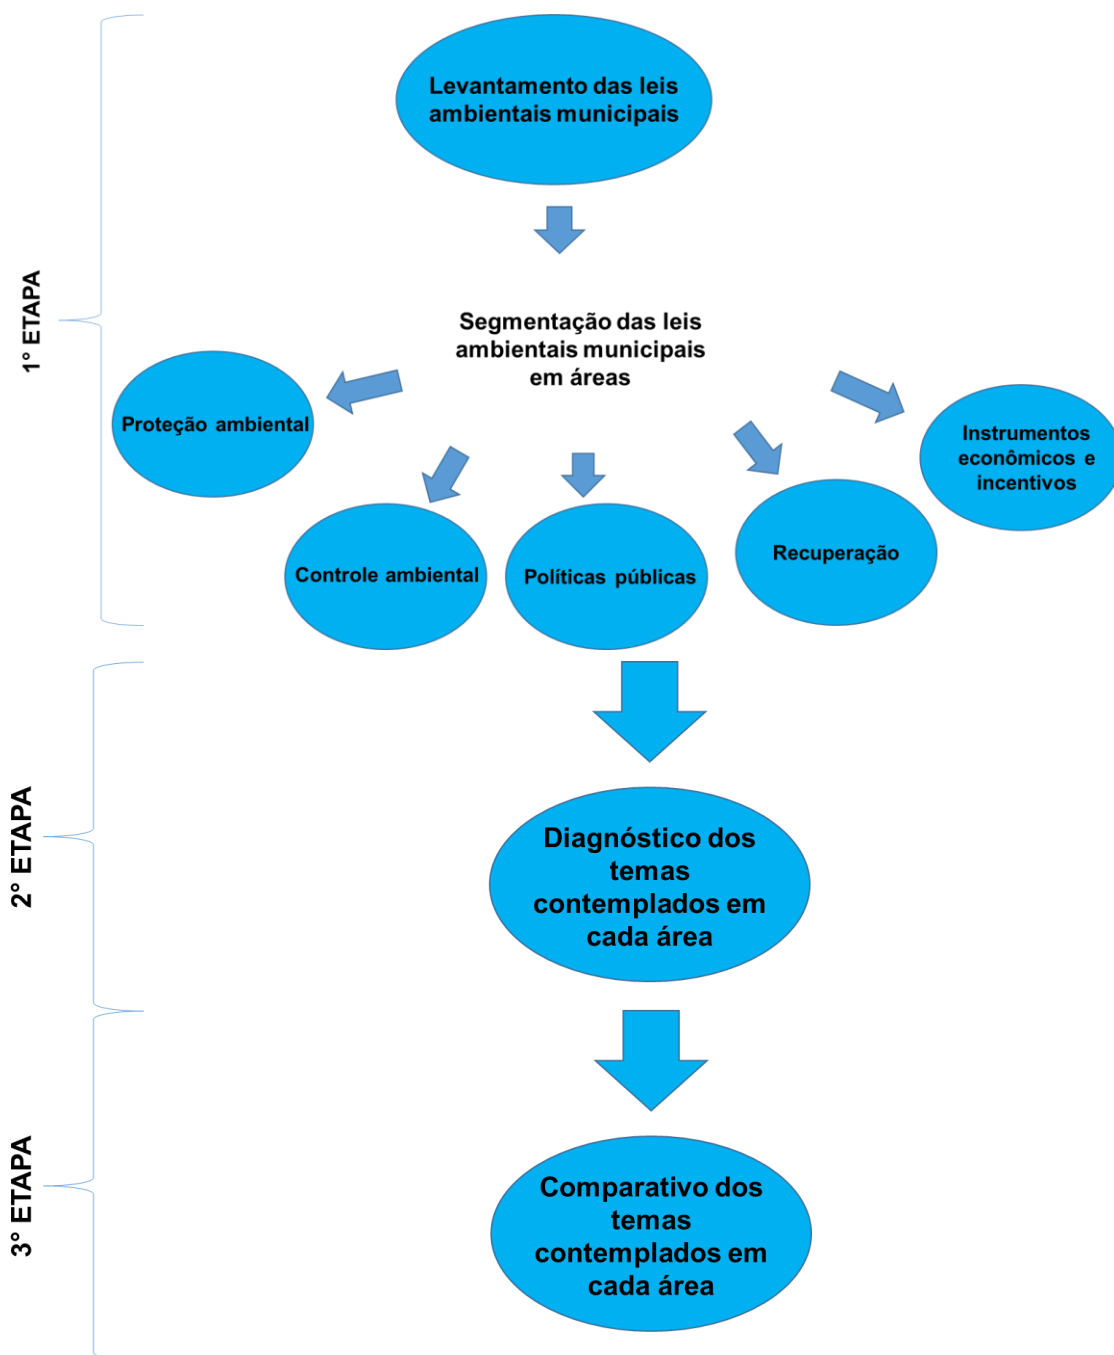 Levantamento das leis
ambientais municipais
1° ETAPA
Segmentação das leis
ambientais municipais
em áreas
Proteção ambiental
Controle ambiental
Políticas públicas
Recuperação
Instrumentos
econômicos e
incentivos
2° ETAPA
Diagnóstico dos
temas
contemplados em
cada área
3° ETAPA
Comparativo dos
temas
contemplados em
cada área